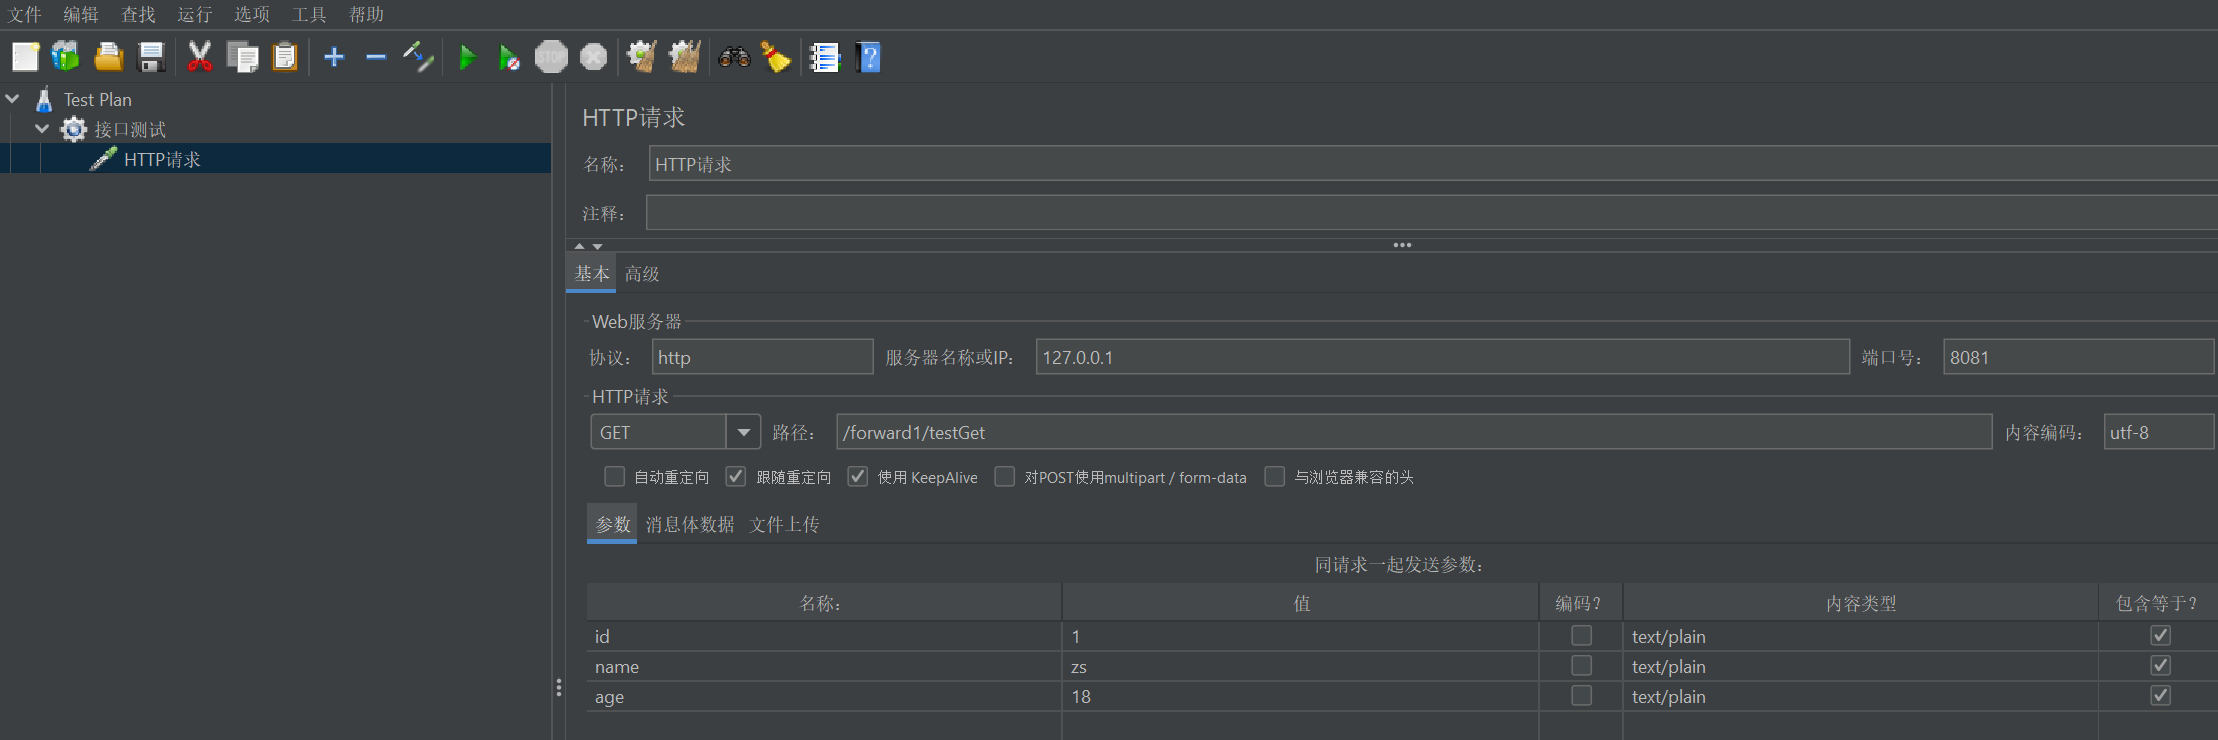 文件 编辑 查找 运行 选项 工具 帮助
STOP
Test Plan
接口测试
HTTP请求
HTTP请求
名称： HTTP请求
注释：
基本 高级
Web服务器
协议： http 服务器名称或IP： 127.0.0.1 端口号： 8081
HTTP请求
GET 路径： /forward1/testGet 内容编码： utf-8
自动重定向 跟随重定向 使用 KeepAlive 对POST使用multipart / form-data 与浏览器兼容的头
参数 消息体数据 文件上传
同请求一起发送参数：
名称： 值 编码？ 内容类型 包含等于？
id 1 text/plain
name zs text/plain
age 18 text/plain